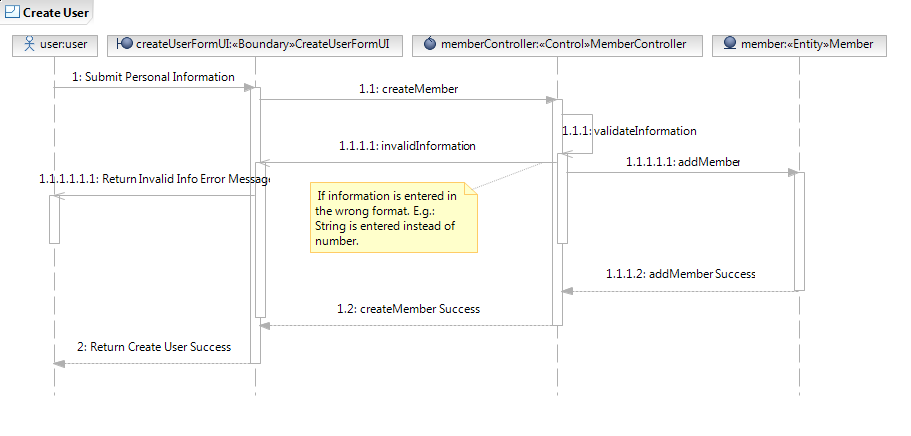 Create User
user:user
createUserFormUI:«Boundary»CreateUserFormUI
memberController:«Control»MemberController
member:«Entity»Member
1: Submit Personal Information
1.1: createMember
1.1.1: validateInformation
1.1.1.1: invalidInformation
1.1.1.1.1: addMember
1.1.1.1.1.1: Return Invalid Info Error Message
If information is entered in
the wrong format. E.g.:
String is entered instead of
number.
1.1.1.2: addMember Success
1.2: createMember Success
2: Return Create User Success